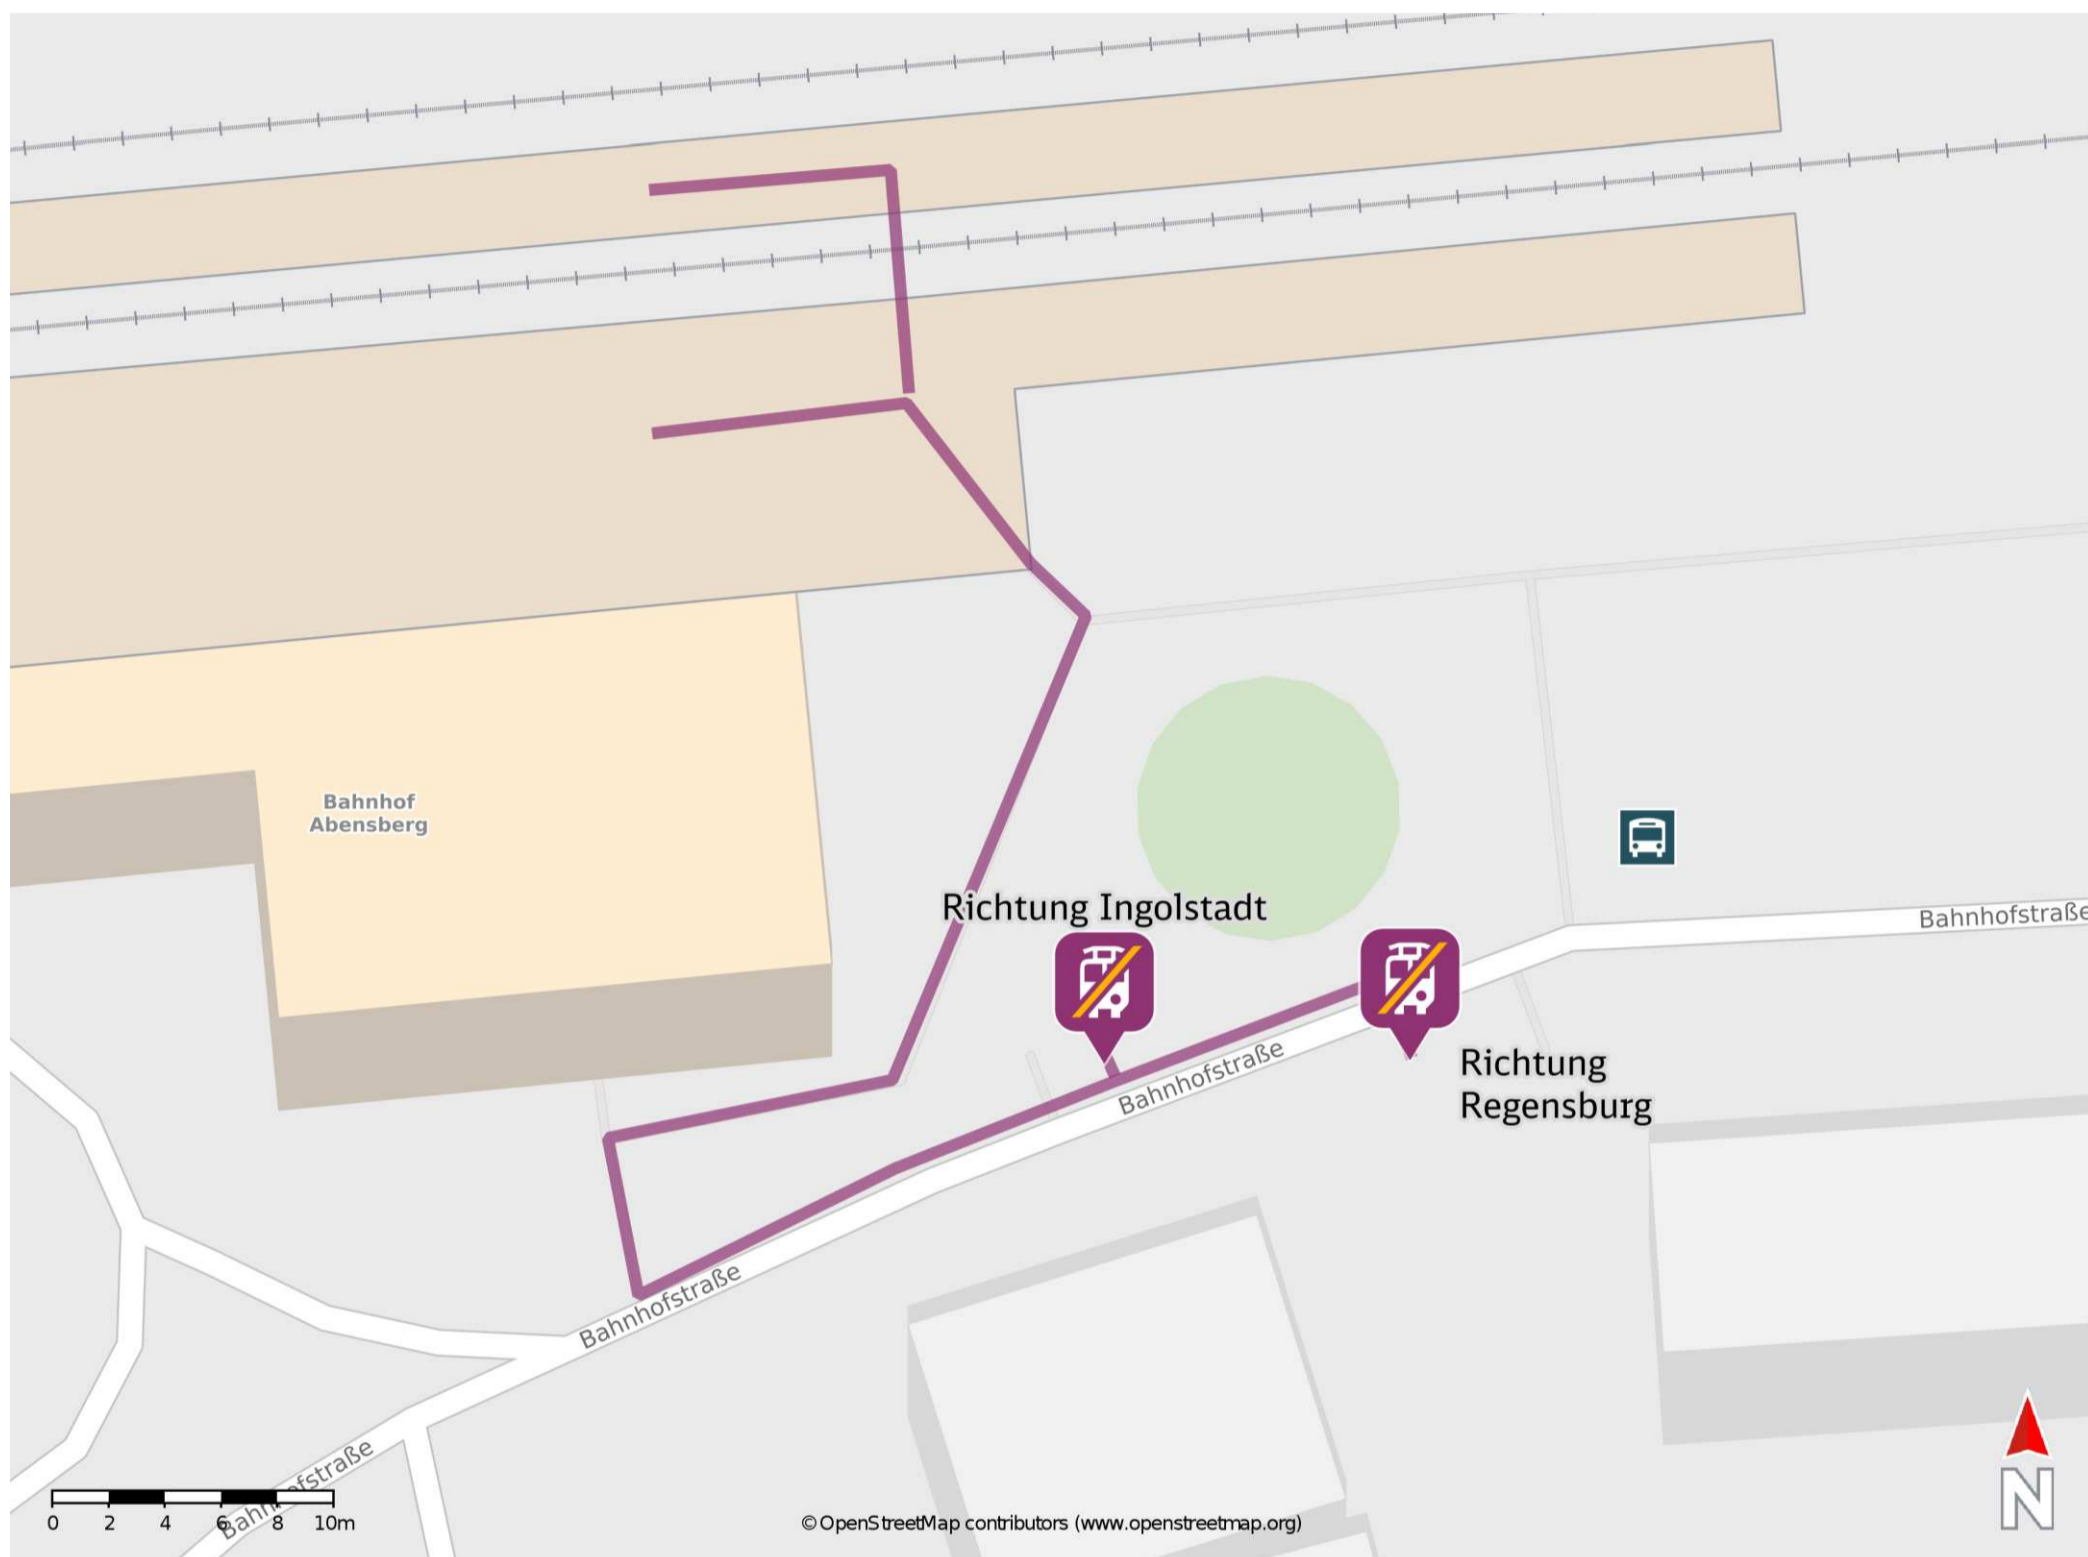 Bahnhof
Abensberg
Richtung Ingolstadt
Bahnhofstraße
Bahnhofstraße
Richtung
Regensburg
Bahnhofstraße
Bahnhofstraße
0 2 4 6 8 10m
©OpenStreetMap contributors (www.openstreetmap.org)
N